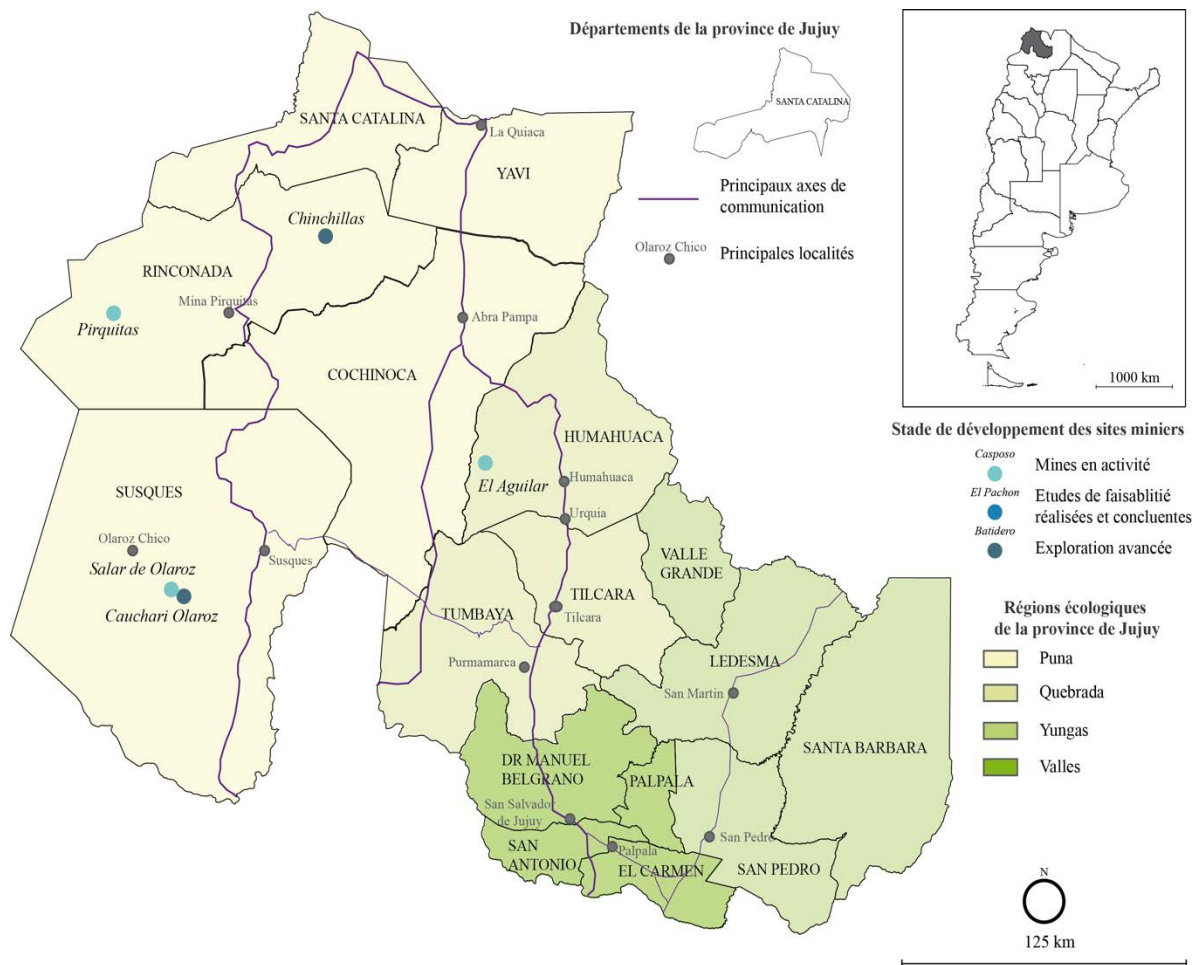 Départements de la province de Jujuy
SANTA CATALINA
Principaux axes de
communication
Olaroz Chico
Principales localités
1000 km
Stade de développement des sites miniers
Casposo
Mines en activité
El Pachon
Etudes de faisablitié
réalisées et concluentes
Batidero
Exploration avancée
Régions écologiques
de la province de Jujuy
Puna
Quebrada
Yungas
Valles
N
125 km
SANTA CATALINA
La Quiaca
YAVI
Chinchillas
RINCONADA
Mina Pirquitas
Pirquitas
Abra Pampa
COCHINOCA
HUMAHUACA
El Aguilar
Humahuaca
Urquia
SUSQUES
Olaroz Chico
Susques
Salar de Olaroz
Cauchari Olaroz
VALLE
GRANDE
TILCARA
TUMBAYA
Tilcara
Purmamarca
LEDESMA
San Martin
SANTA BARBARA
DR MANUEL
BELGRANO
PALPALA
San Salvador
de Jujuy
San Pedro
SAN
ANTONIO
Palpala
EL CARMEN
SAN PEDRO